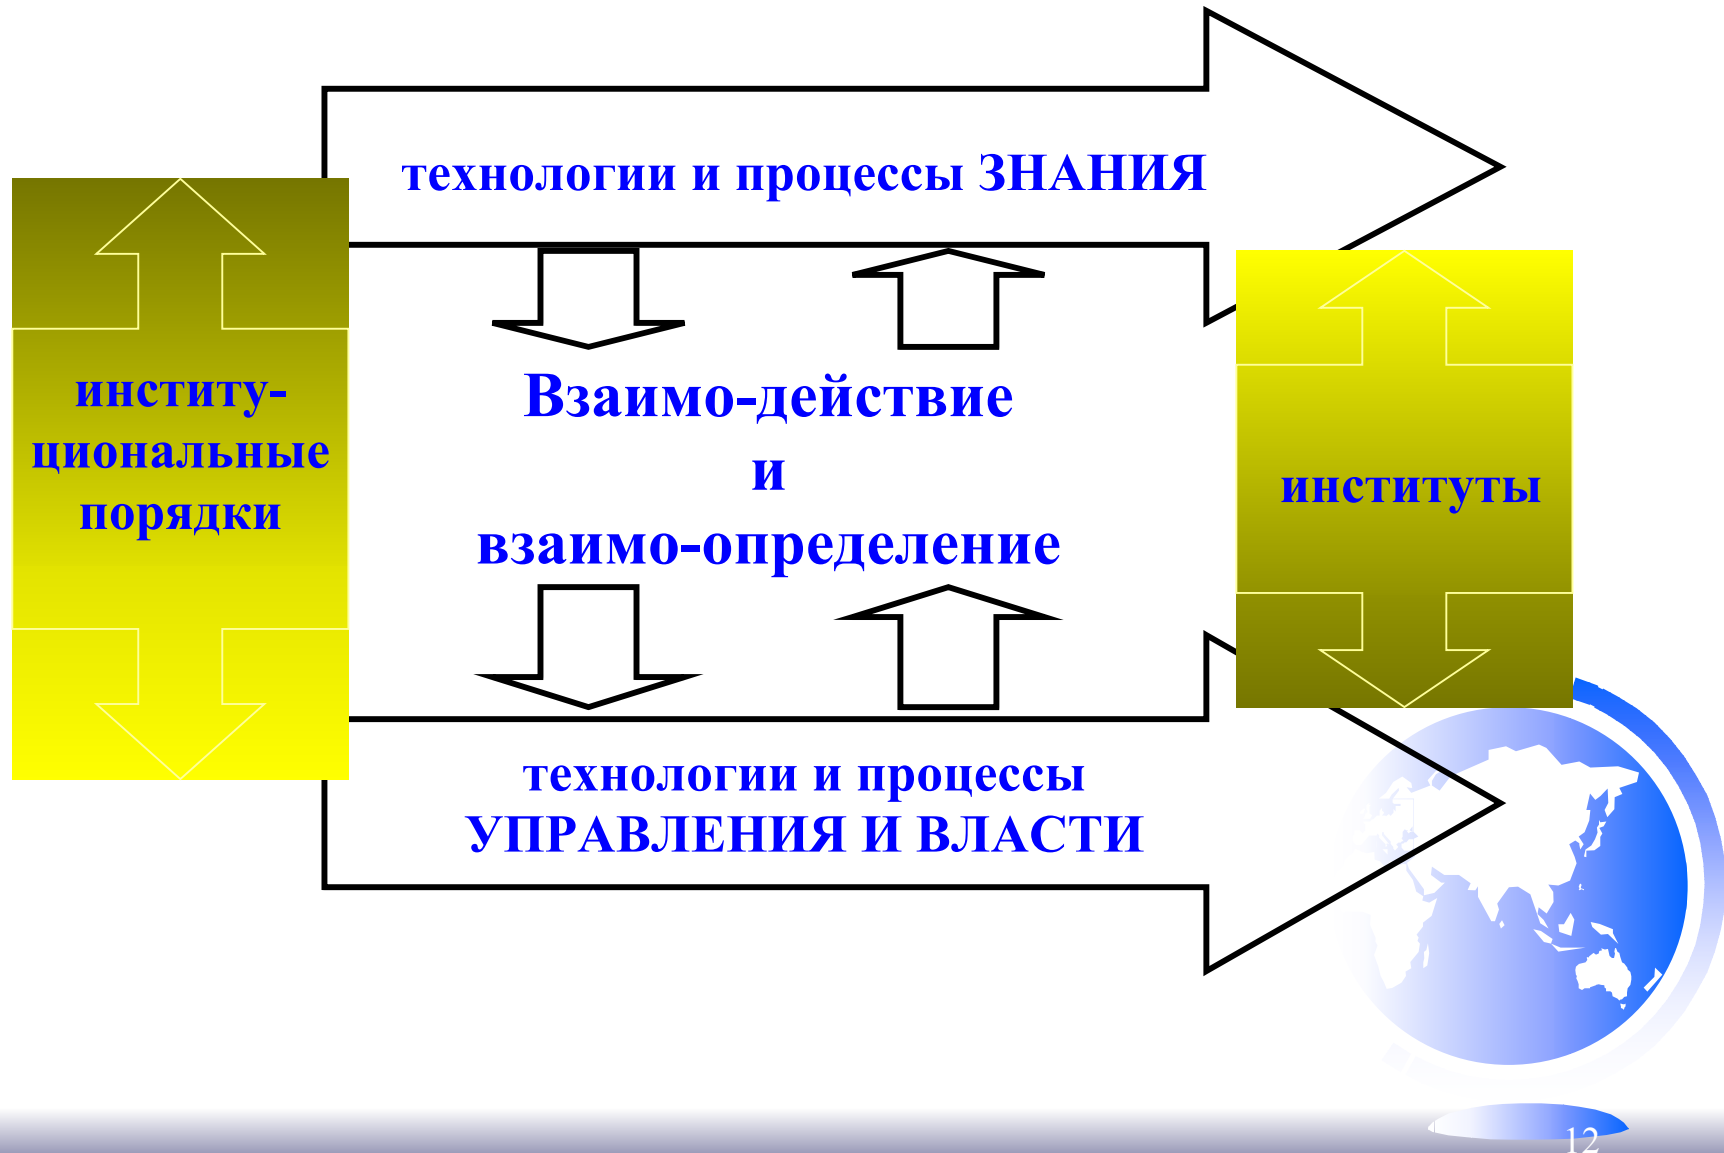 технологии и процессы ЗНАНИЯ
институ-
циональные
порядки
Взаимо-действие
и
взаимо-определение
институты
технологии и процессы
УПРАВЛЕНИЯ И ВЛАСТИ
12